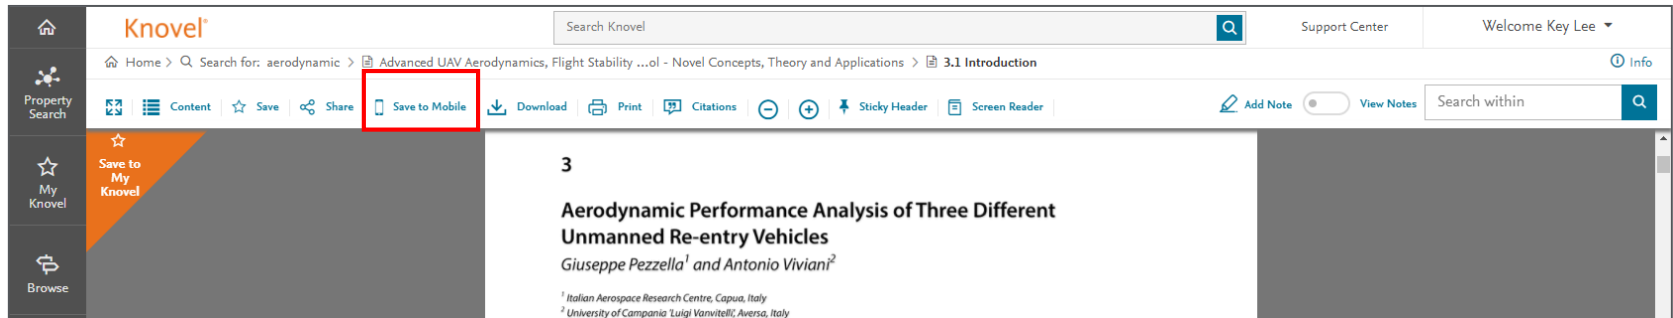 Knovel®
Search Knovel
Support Center
Welcome Key Lee
Home > Search for: aerodynamic > Advanced UAV Aerodynamics, Flight Stability ...ol - Novel Concepts, Theory and Applications > 3.1 Introduction
Info
Property
Search
Content Save Share Save to Mobile Download Print Citations Sticky Header Screen Reader
Add Note View Notes Search within
Save to
My
Knovel
My
Knovel
Browse
3
Aerodynamic Performance Analysis of Three Different
Unmanned Re-entry Vehicles
Giuseppe Pezzella¹ and Antonio Viviani²
¹ Italian Aerospace Research Centre, Capua, Italy
² University of Campania 'Luigi Vanvitelli', Aversa, Italy